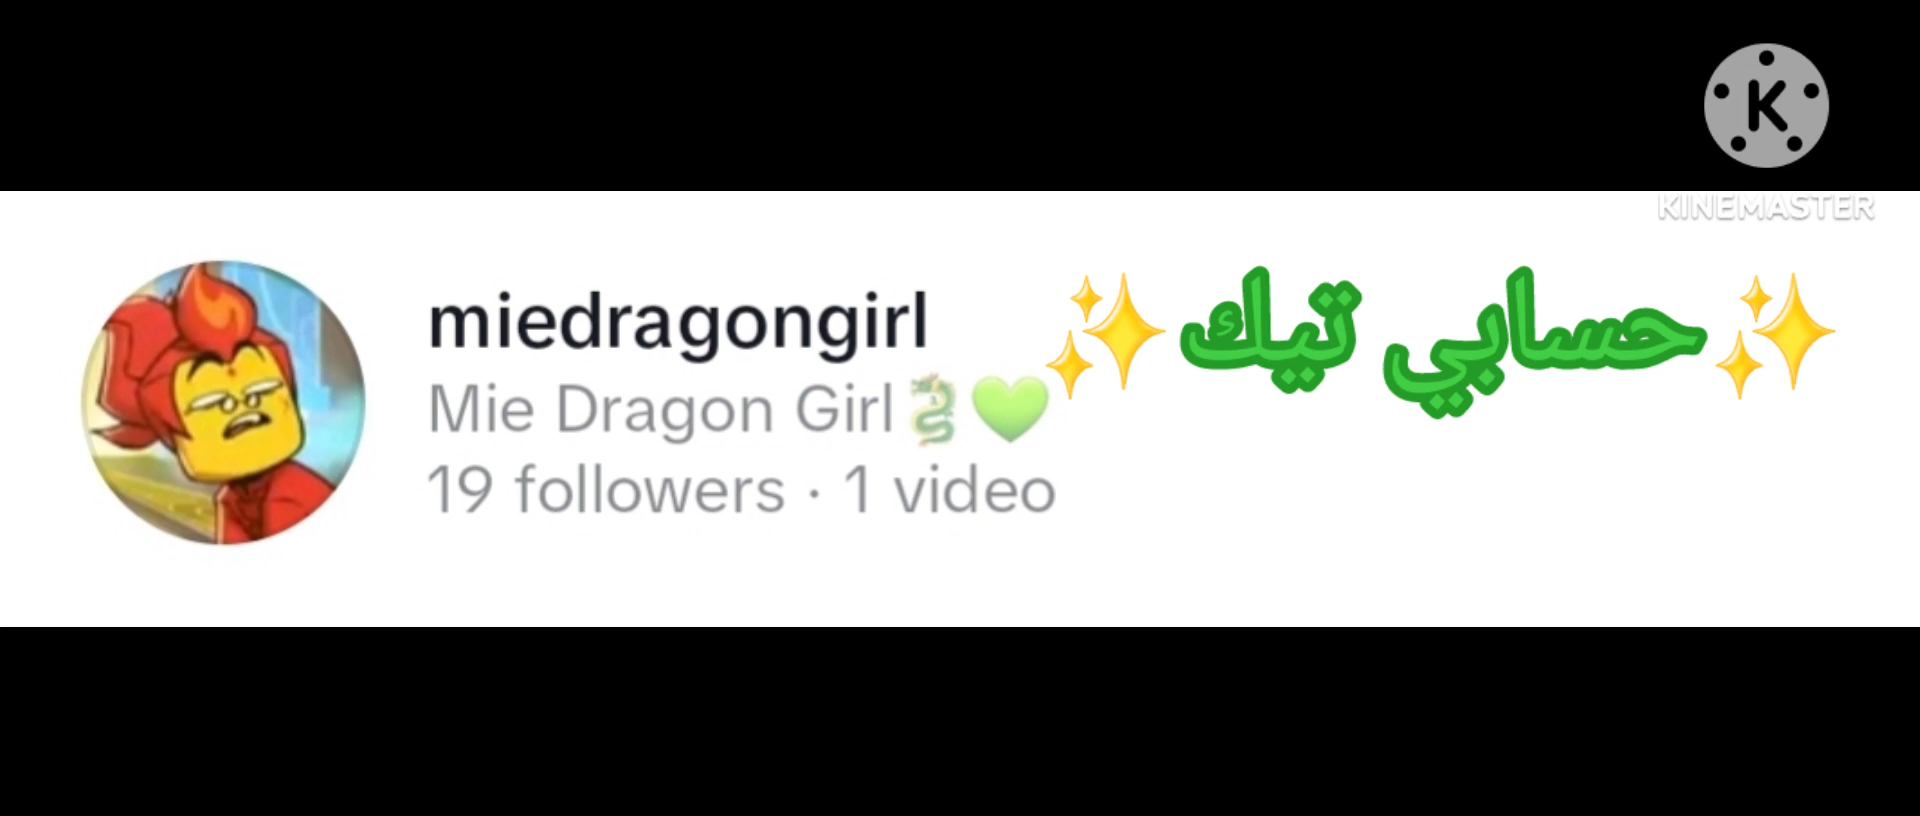 K
KINEMASTER
miedragongirl
✨حسابي تيك✨
Mie Dragon Girl🐉💚
19 followers · 1 video